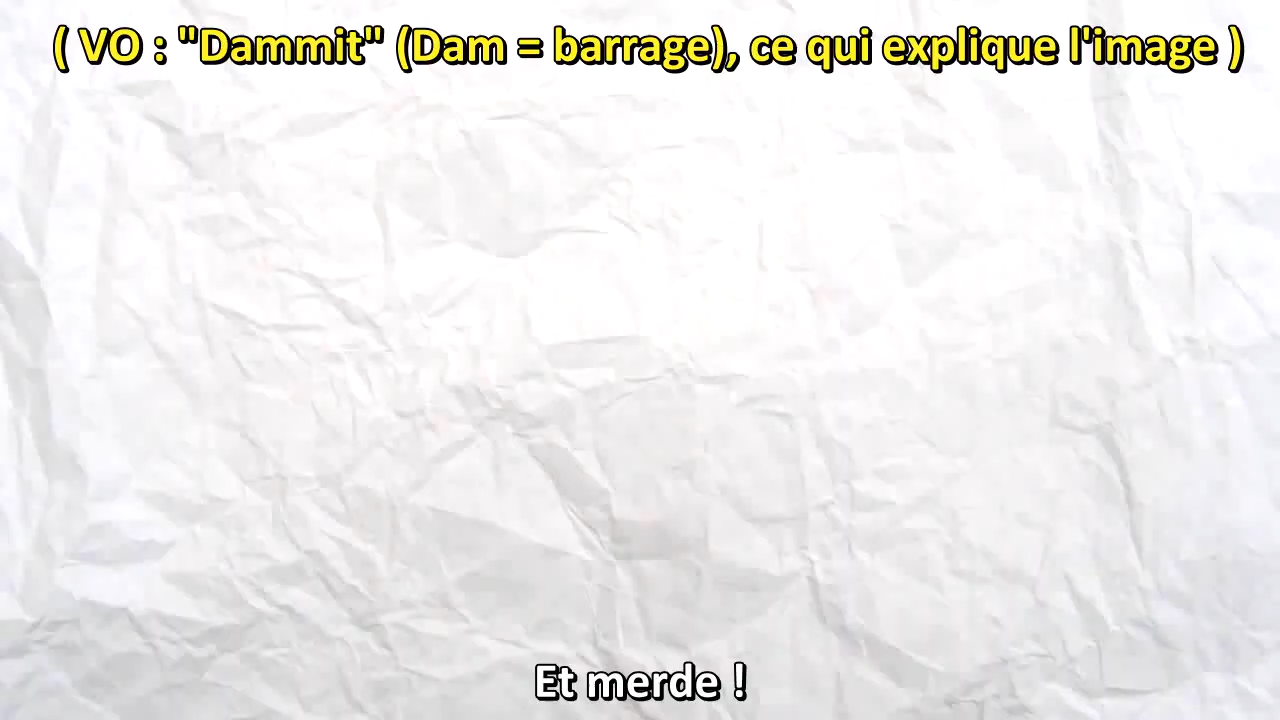 ( VO : "Dammit" (Dam = barrage), ce qui explique l'image )
Et merde !